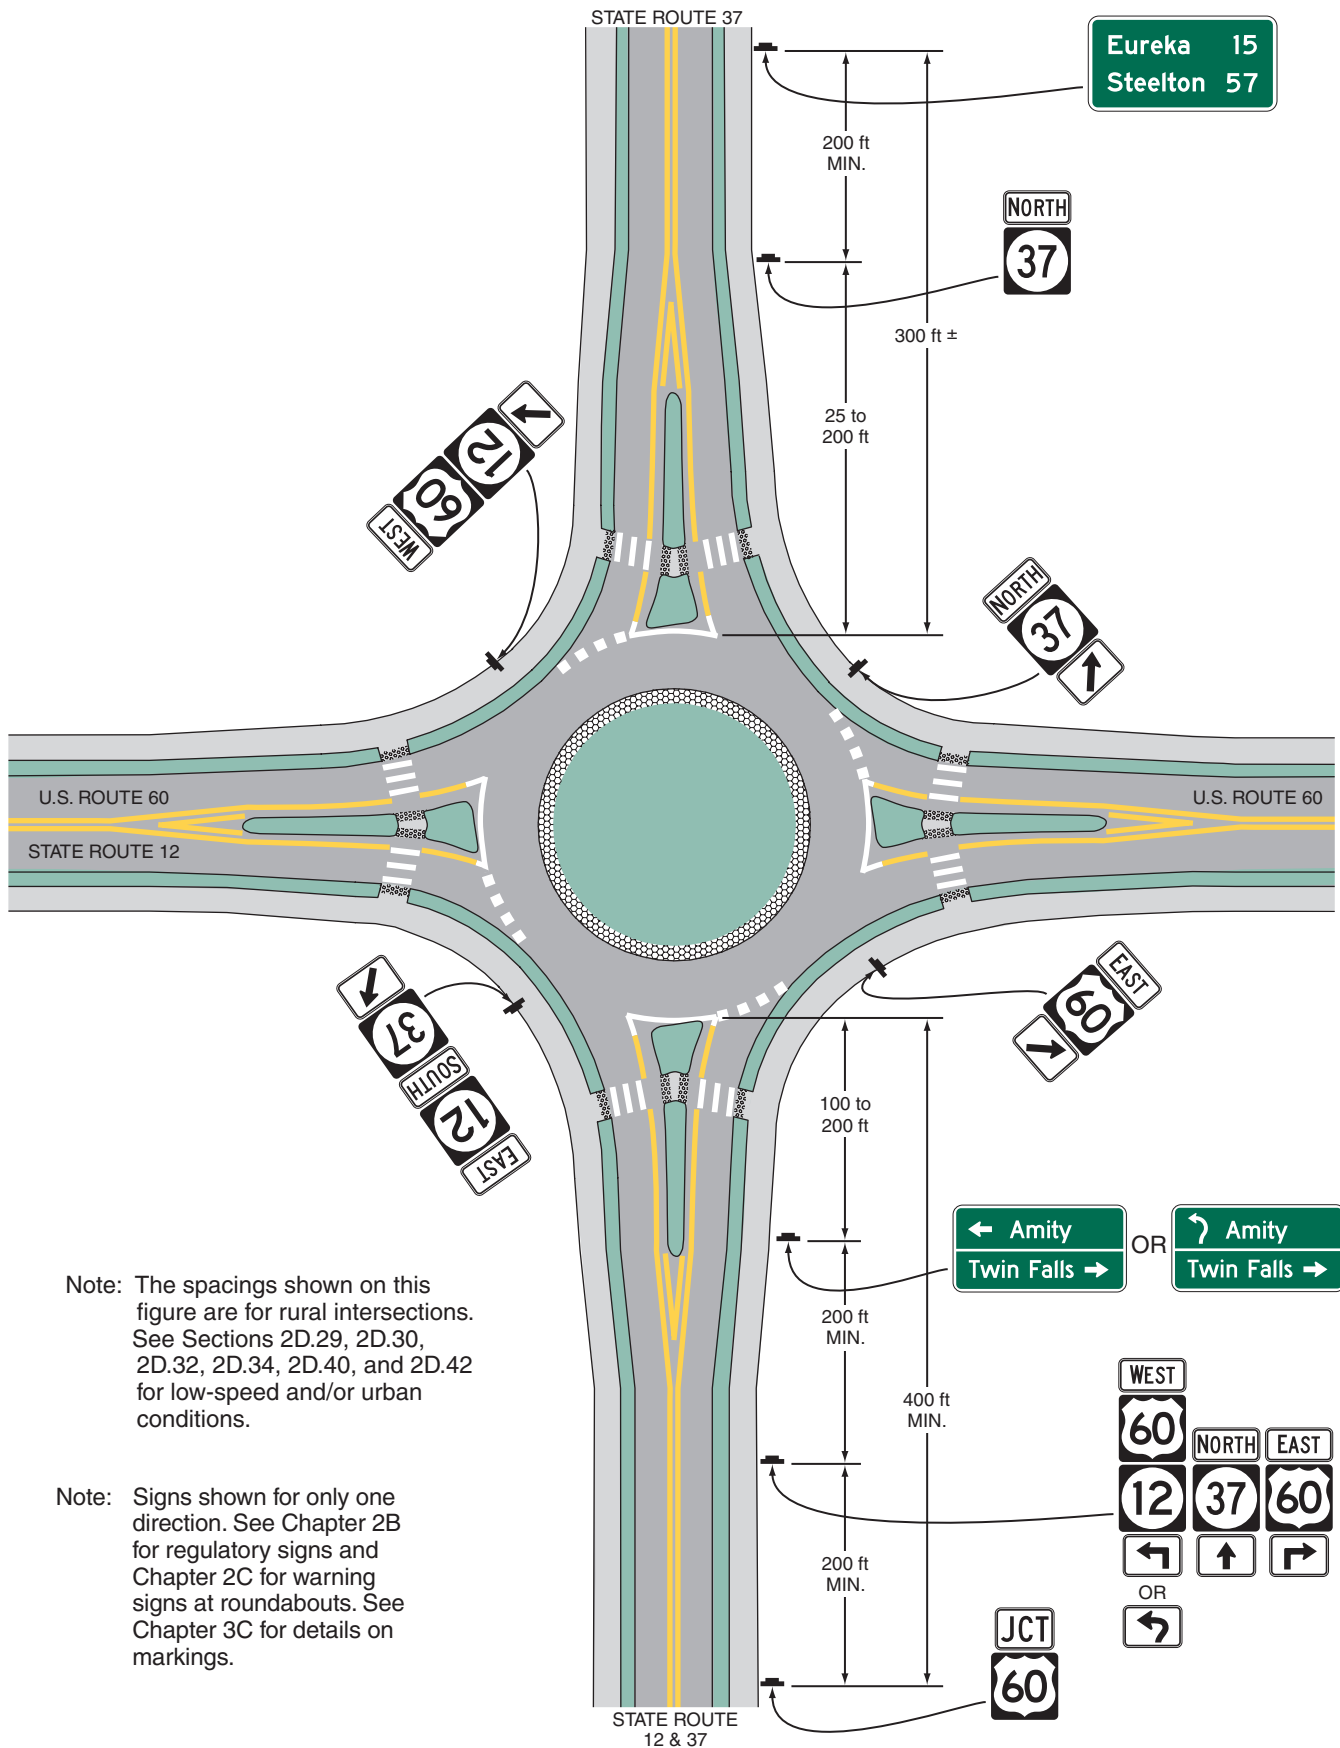 STATE ROUTE 37
Eureka 15
Steelton 57
200 ft
MIN.
NORTH
37
300 ft ±
25 to
200 ft
12
60
WEST
NORTH
37
U.S. ROUTE 60
STATE ROUTE 12
U.S. ROUTE 60
37
SOUTH
12
EAST
EAST
60
100 to
200 ft
Amity
Twin Falls
OR
Amity
Twin Falls
200 ft
MIN.
400 ft
MIN.
WEST
60
12
NORTH
37
EAST
60
OR
200 ft
MIN.
JCT
60
Note: The spacings shown on this
figure are for rural intersections.
See Sections 2D.29, 2D.30,
2D.32, 2D.34, 2D.40, and 2D.42
for low-speed and/or urban
conditions.
Note: Signs shown for only one
direction. See Chapter 2B
for regulatory signs and
Chapter 2C for warning
signs at roundabouts. See
Chapter 3C for details on
markings.
STATE ROUTE
12 & 37